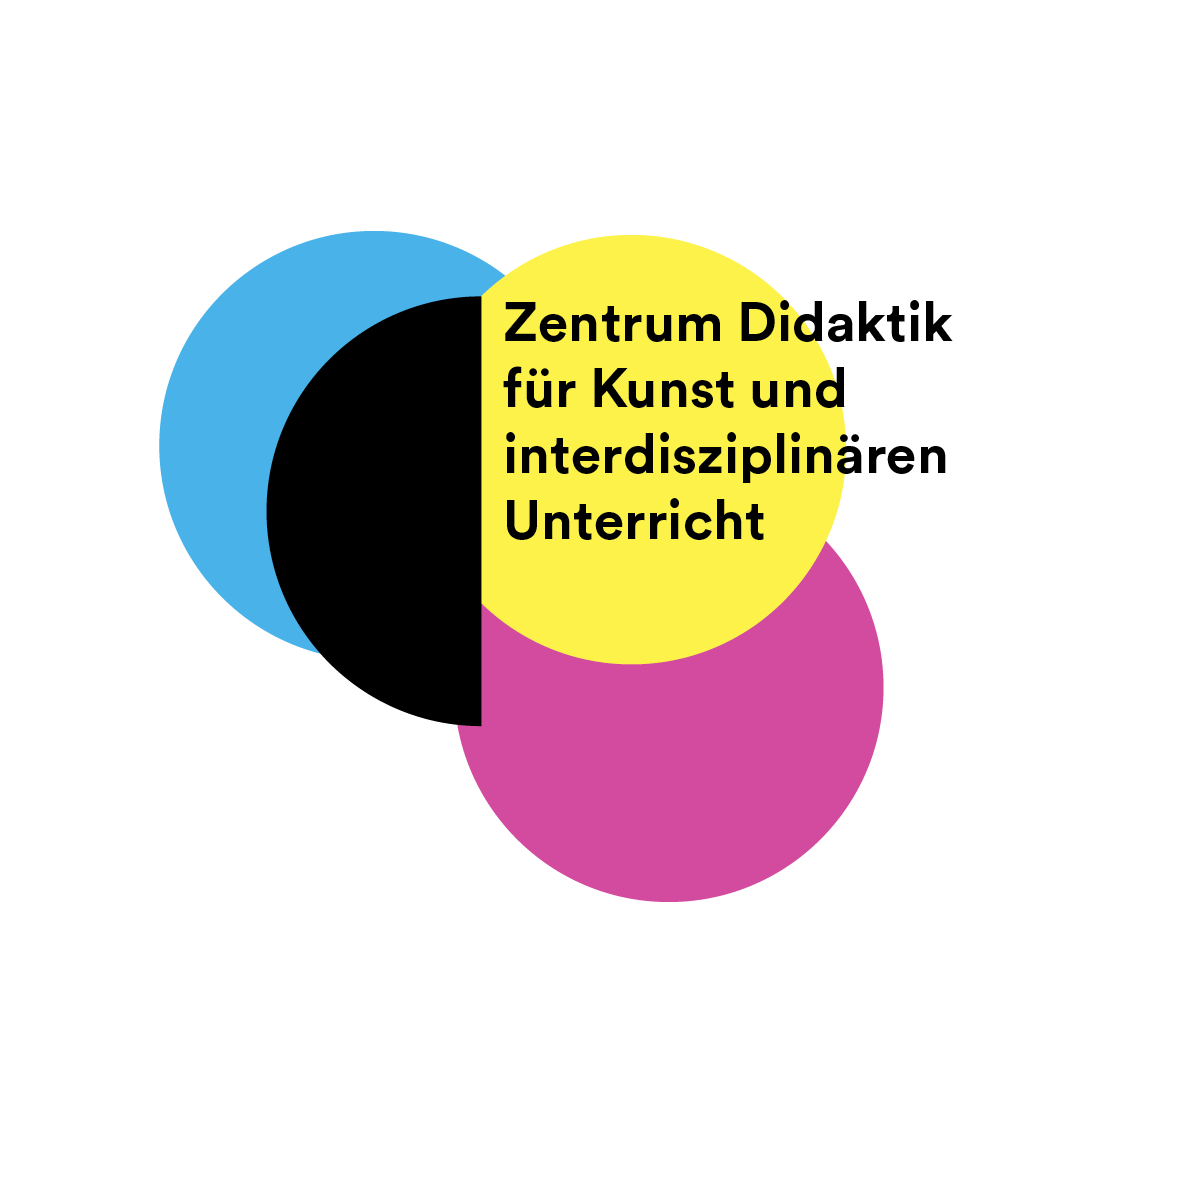 Zentrum Didaktik
für Kunst und
interdisziplinären
Unterricht